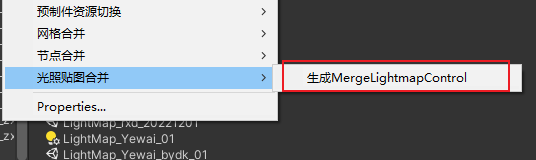 预制件资源切换
网格合并
节点合并
光照贴图合并
生成MergeLightmapControl
Properties...
LightMap_rxd_20221201
LightMap_Yewai_01
LightMap_Yewai_bydk_01